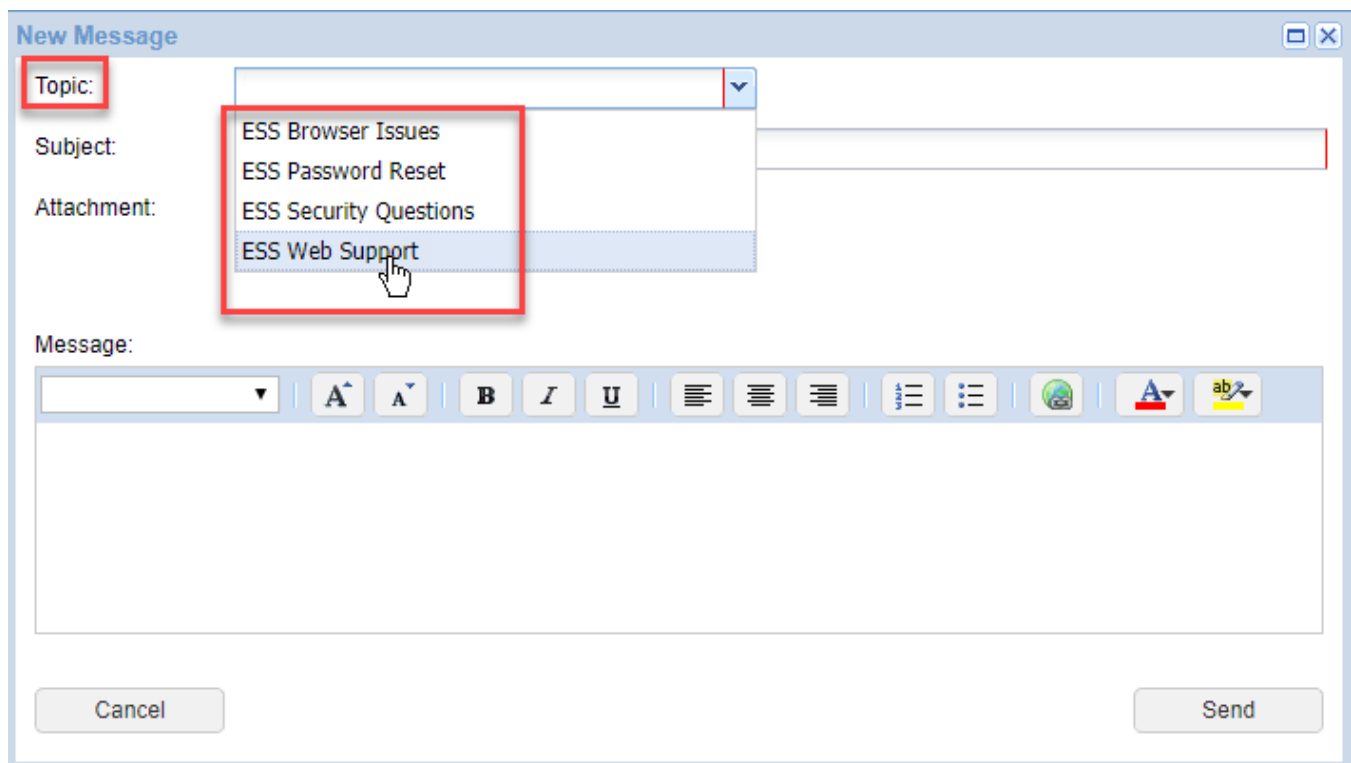 New Message
Topic:
ESS Browser Issues
Subject:
ESS Password Reset
Attachment:
ESS Security Questions
ESS Web Support
Message:
A A B I U A ab
Cancel Send